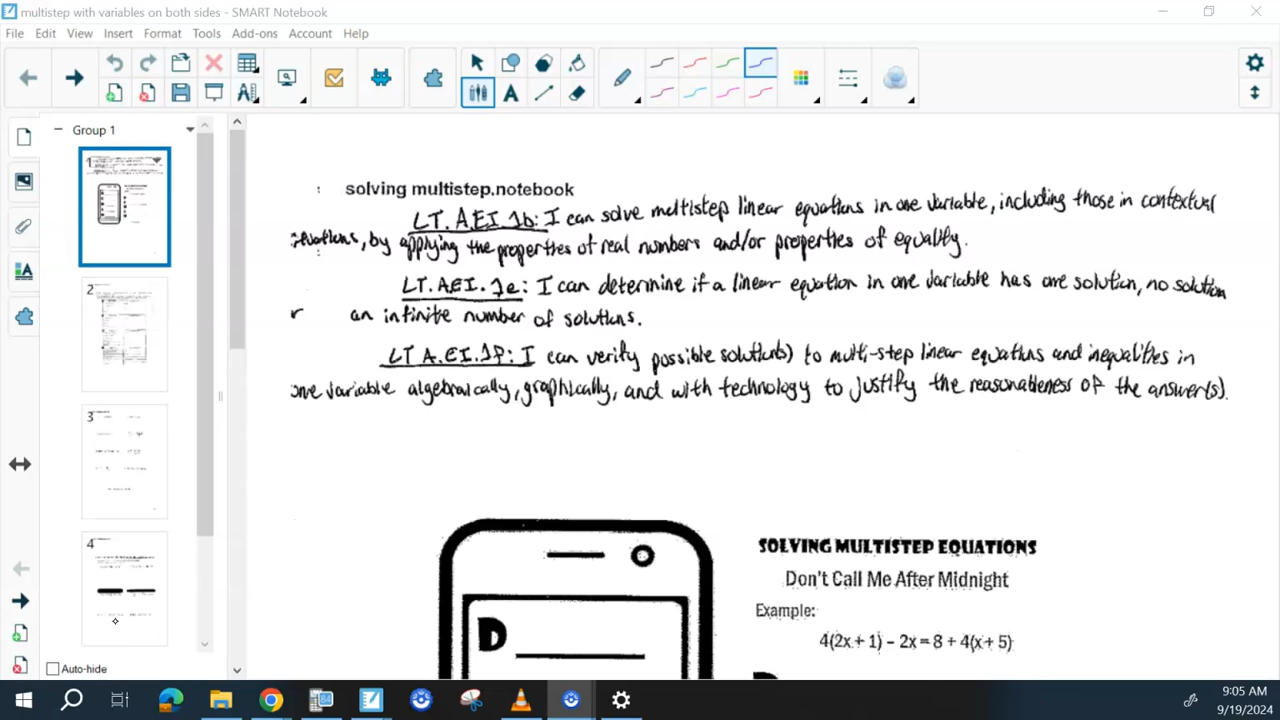 multistep with variables on both sides - SMART Notebook
File Edit View Insert Format Tools Add-ons Account Help
Group 1
1
2
3
4
Auto-hide
solving multistep.notebook
LT.A.EI.1b: I can solve multistep linear equations in one variable, including those in contextual
by applying the properties of real numbers and/or properties of equality.
LT.AEI.1e: I can determine if a linear equation in one variable has one solution, no solution
r an infinite number of solutions.
LT A.EI.1f: I can verify possible solution(s) to multi-step linear equations and inequalities in
one variable algebraically, graphically, and with technology to justify the reasonableness of the answer(s).
SOLVING MULTISTEP EQUATIONS
Don't Call Me After Midnight
Example:
4(2x + 1) – 2x = 8 + 4(x + 5)
D
9:05 AM
9/19/2024